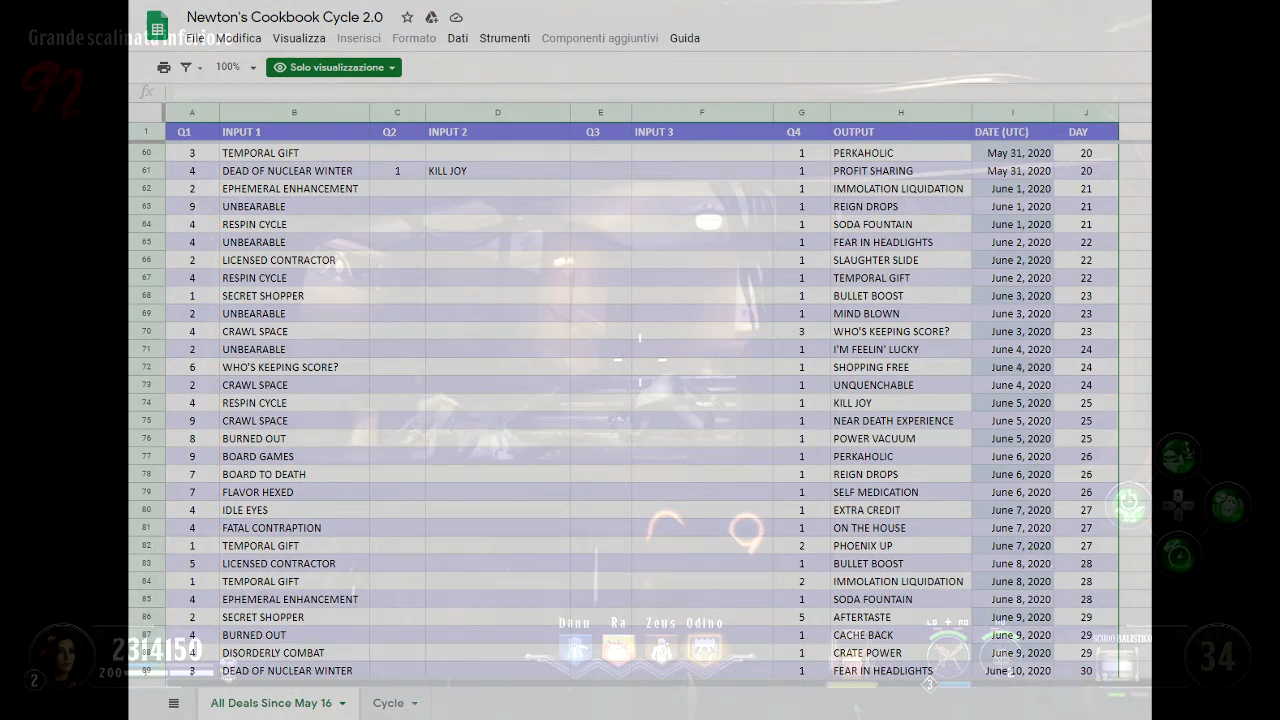 Newton's Cookbook Cycle 2.0
Grande scalinata inferiore
File Modifica Visualizza Inserisci Formato Dati Strumenti Componenti aggiuntivi Guida
100% Solo visualizzazione
92
fx
A B C D E F G H I J
1 Q1 INPUT 1 Q2 INPUT 2 Q3 INPUT 3 Q4 OUTPUT DATE (UTC) DAY
60 3 TEMPORAL GIFT 1 PERKAHOLIC May 31, 2020 20
61 4 DEAD OF NUCLEAR WINTER 1 KILL JOY 1 PROFIT SHARING May 31, 2020 20
62 2 EPHEMERAL ENHANCEMENT 1 IMMOLATION LIQUIDATION June 1, 2020 21
63 9 UNBEARABLE 1 REIGN DROPS June 1, 2020 21
64 4 RESPIN CYCLE 1 SODA FOUNTAIN June 1, 2020 21
65 4 UNBEARABLE 1 FEAR IN HEADLIGHTS June 2, 2020 22
66 2 LICENSED CONTRACTOR 1 SLAUGHTER SLIDE June 2, 2020 22
67 4 RESPIN CYCLE 1 TEMPORAL GIFT June 2, 2020 22
68 1 SECRET SHOPPER 1 BULLET BOOST June 3, 2020 23
69 2 UNBEARABLE 1 MIND BLOWN June 3, 2020 23
70 4 CRAWL SPACE 3 WHO'S KEEPING SCORE? June 3, 2020 23
71 2 UNBEARABLE 1 I'M FEELIN' LUCKY June 4, 2020 24
72 6 WHO'S KEEPING SCORE? 1 SHOPPING FREE June 4, 2020 24
73 2 CRAWL SPACE 1 UNQUENCHABLE June 4, 2020 24
74 4 RESPIN CYCLE 1 KILL JOY June 5, 2020 25
75 9 CRAWL SPACE 1 NEAR DEATH EXPERIENCE June 5, 2020 25
76 8 BURNED OUT 1 POWER VACUUM June 5, 2020 25
77 9 BOARD GAMES 1 PERKAHOLIC June 6, 2020 26
78 7 BOARD TO DEATH 1 REIGN DROPS June 6, 2020 26
79 7 FLAVOR HEXED 1 SELF MEDICATION June 6, 2020 26
80 4 IDLE EYES 1 EXTRA CREDIT June 7, 2020 27
81 4 FATAL CONTRAPTION 1 ON THE HOUSE June 7, 2020 27
82 1 TEMPORAL GIFT 2 PHOENIX UP June 7, 2020 27
83 5 LICENSED CONTRACTOR 1 BULLET BOOST June 8, 2020 28
84 1 TEMPORAL GIFT 2 IMMOLATION LIQUIDATION June 8, 2020 28
85 4 EPHEMERAL ENHANCEMENT 1 SODA FOUNTAIN June 8, 2020 28
86 2 SECRET SHOPPER 5 AFTERTASTE June 9, 2020 29
Dann Ra Zeus Odino
87 4 BURNED OUT 1 CACHE BACK June 9, 2020 29
SCUDO BALISTICO
88 4 DISORDERLY COMBAT 1 CRATE POWER June 9, 2020 29
2314150
34
89 3 DEAD OF NUCLEAR WINTER 1 FEAR IN HEADLIGHTS June 10, 2020 30
200
2
3
All Deals Since May 16 Cycle